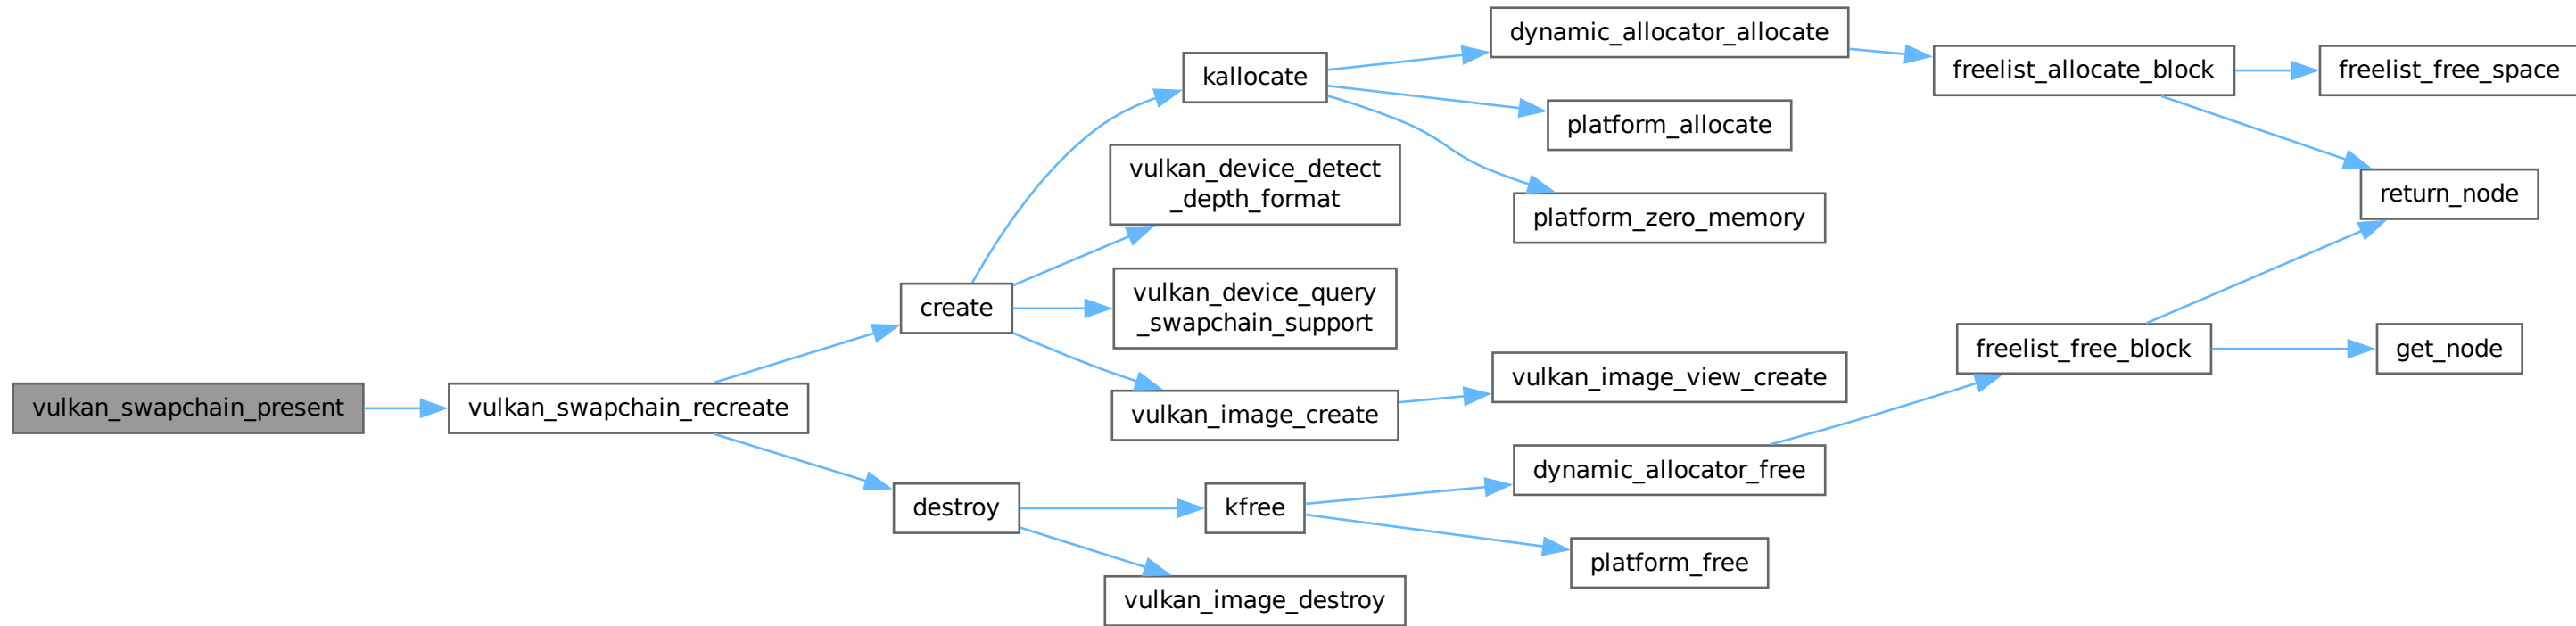 vulkan_swapchain_present
vulkan_swapchain_recreate
create
kallocate
dynamic_allocator_allocate
freelist_allocate_block
freelist_free_space
return_node
platform_allocate
platform_zero_memory
vulkan_device_detect
_depth_format
vulkan_device_query
_swapchain_support
vulkan_image_create
vulkan_image_view_create
destroy
kfree
dynamic_allocator_free
freelist_free_block
get_node
platform_free
vulkan_image_destroy